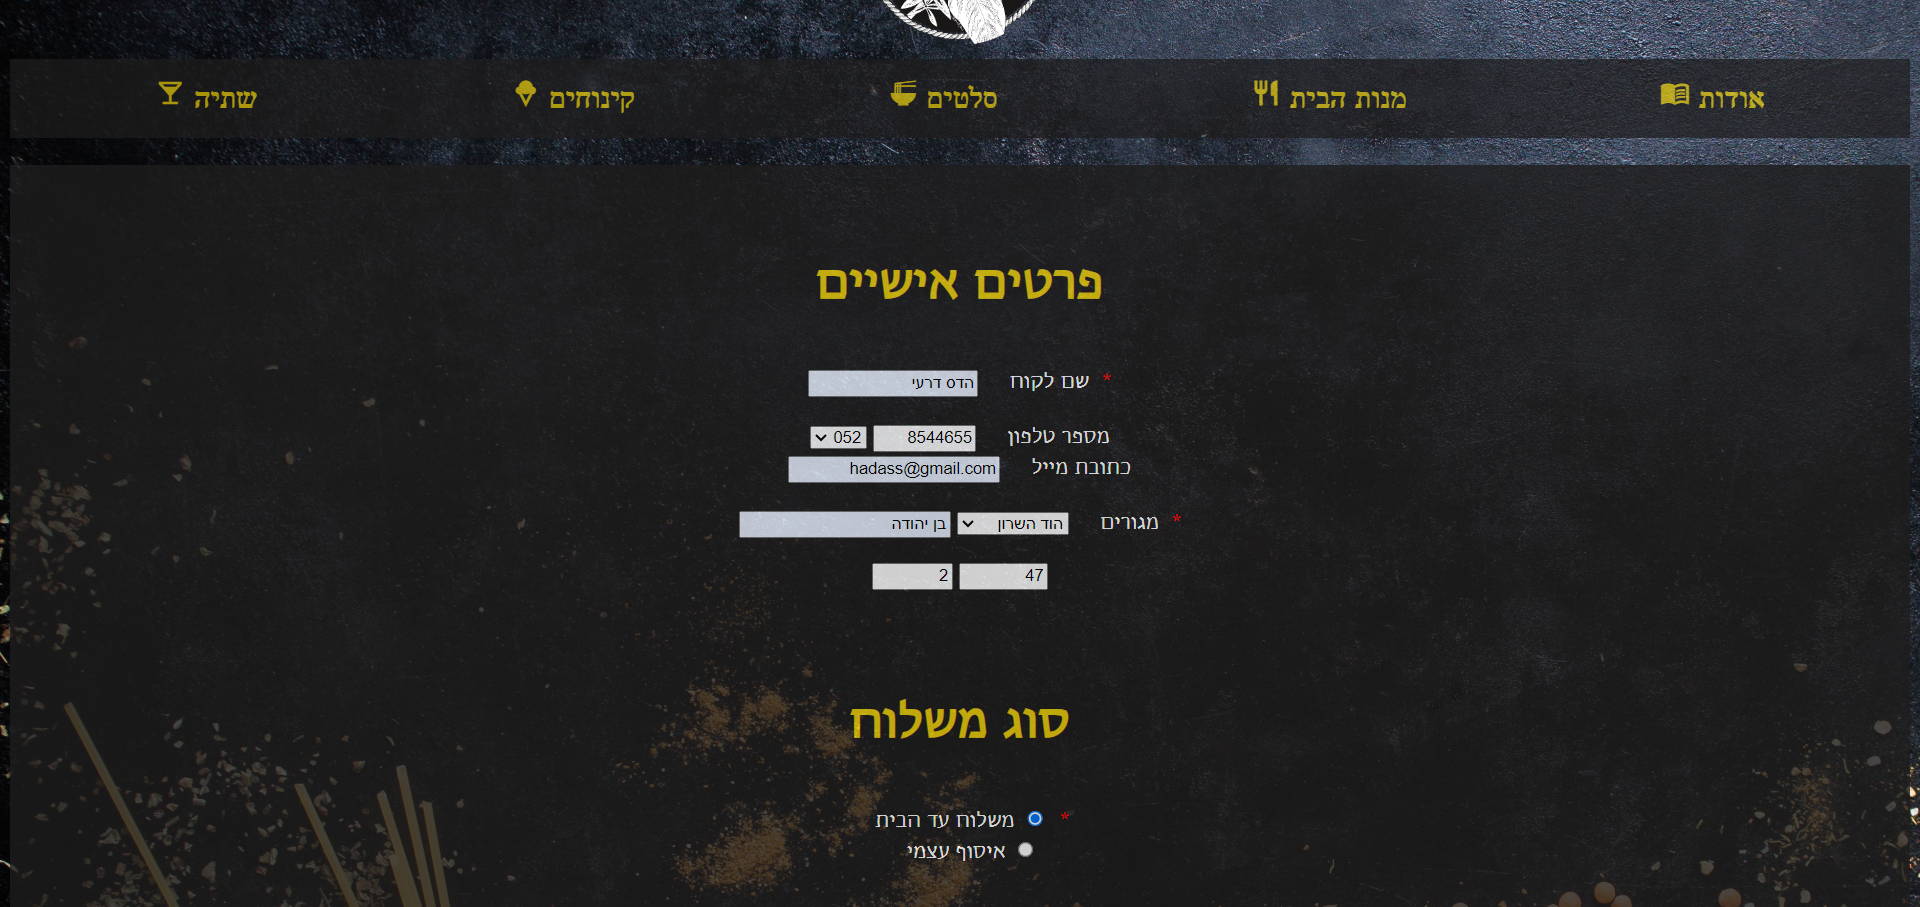 אודות
מנות הבית
סלטים
קינוחים
שתיה
פרטים אישיים
* שם לקוח הדס דרעי
מספר טלפון 8544655 052
כתובת מייל hadass@gmail.com
* מגורים הוד השרון בן יהודה
47 2
סוג משלוח
* משלוח עד הבית
איסוף עצמי